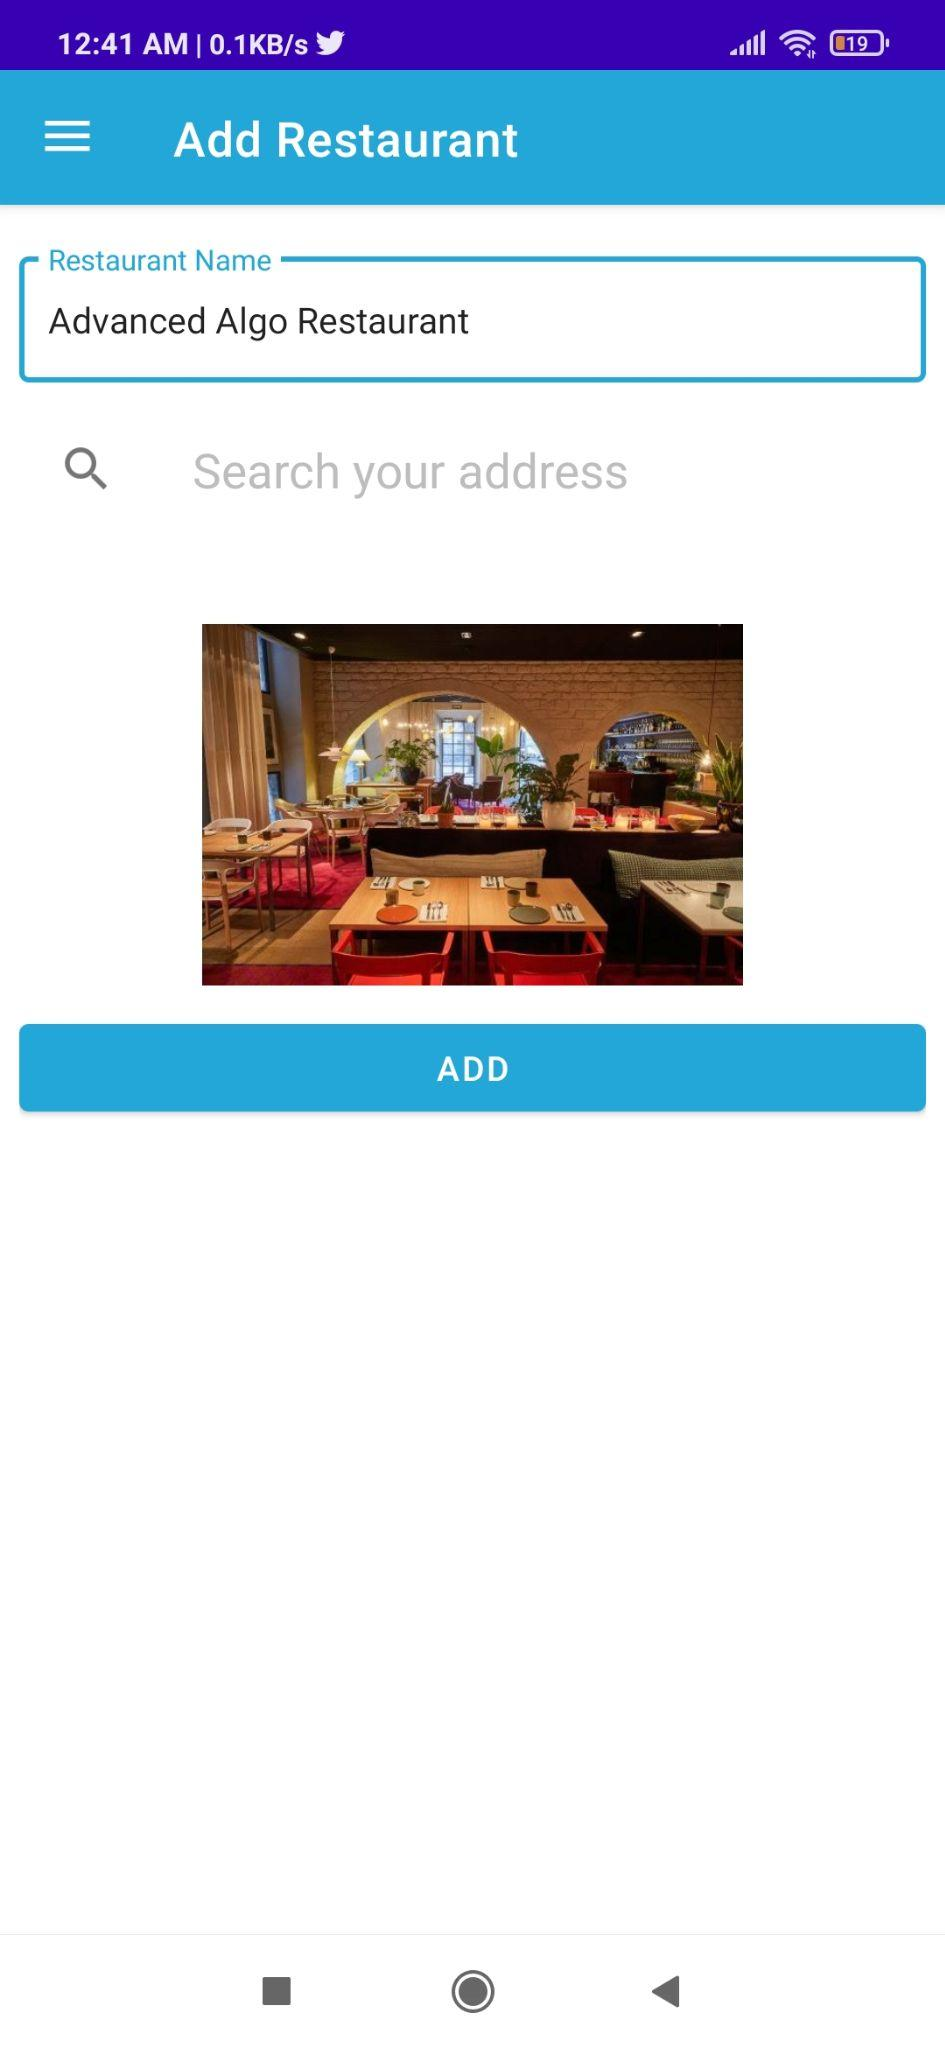 12:41 AM | 0.1KB/s
19
Add Restaurant
Restaurant Name
Advanced Algo Restaurant
Search your address
ADD